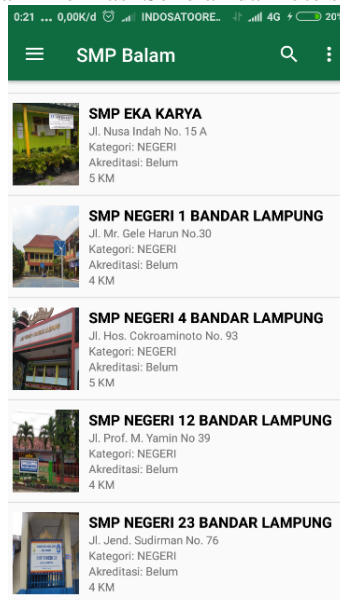 0:21 ... 0,00K/d INDOSATOORE.. 4G 20%
SMP Balam
SMP EKA KARYA
Jl. Nusa Indah No. 15 A
Kategori: NEGERI
Akreditasi: Belum
5 KM
SMP NEGERI 1 BANDAR LAMPUNG
Jl. Mr. Gele Harun No.30
Kategori: NEGERI
Akreditasi: Belum
4 KM
SMP NEGERI 4 BANDAR LAMPUNG
Jl. Hos. Cokroaminoto No. 93
Kategori: NEGERI
Akreditasi: Belum
5 KM
SMP NEGERI 12 BANDAR LAMPUNG
Jl. Prof. M. Yamin No 39
Kategori: NEGERI
Akreditasi: Belum
4 KM
SMP NEGERI 23 BANDAR LAMPUNG
Jl. Jend. Sudirman No. 76
Kategori: NEGERI
Akreditasi: Belum
4 KM